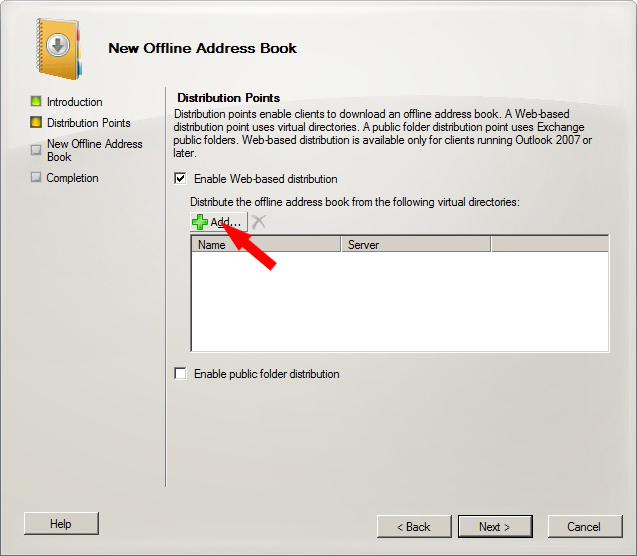 New Offline Address Book
Introduction
Distribution Points
New Offline Address
Book
Completion
Distribution Points
Distribution points enable clients to download an offline address book. A Web-based
distribution point uses virtual directories. A public folder distribution point uses Exchange
public folders. Web-based distribution is available only for clients running Outlook 2007 or
later.
Enable Web-based distribution
Distribute the offline address book from the following virtual directories:
Add...
Name Server
Enable public folder distribution
Help
< Back Next > Cancel